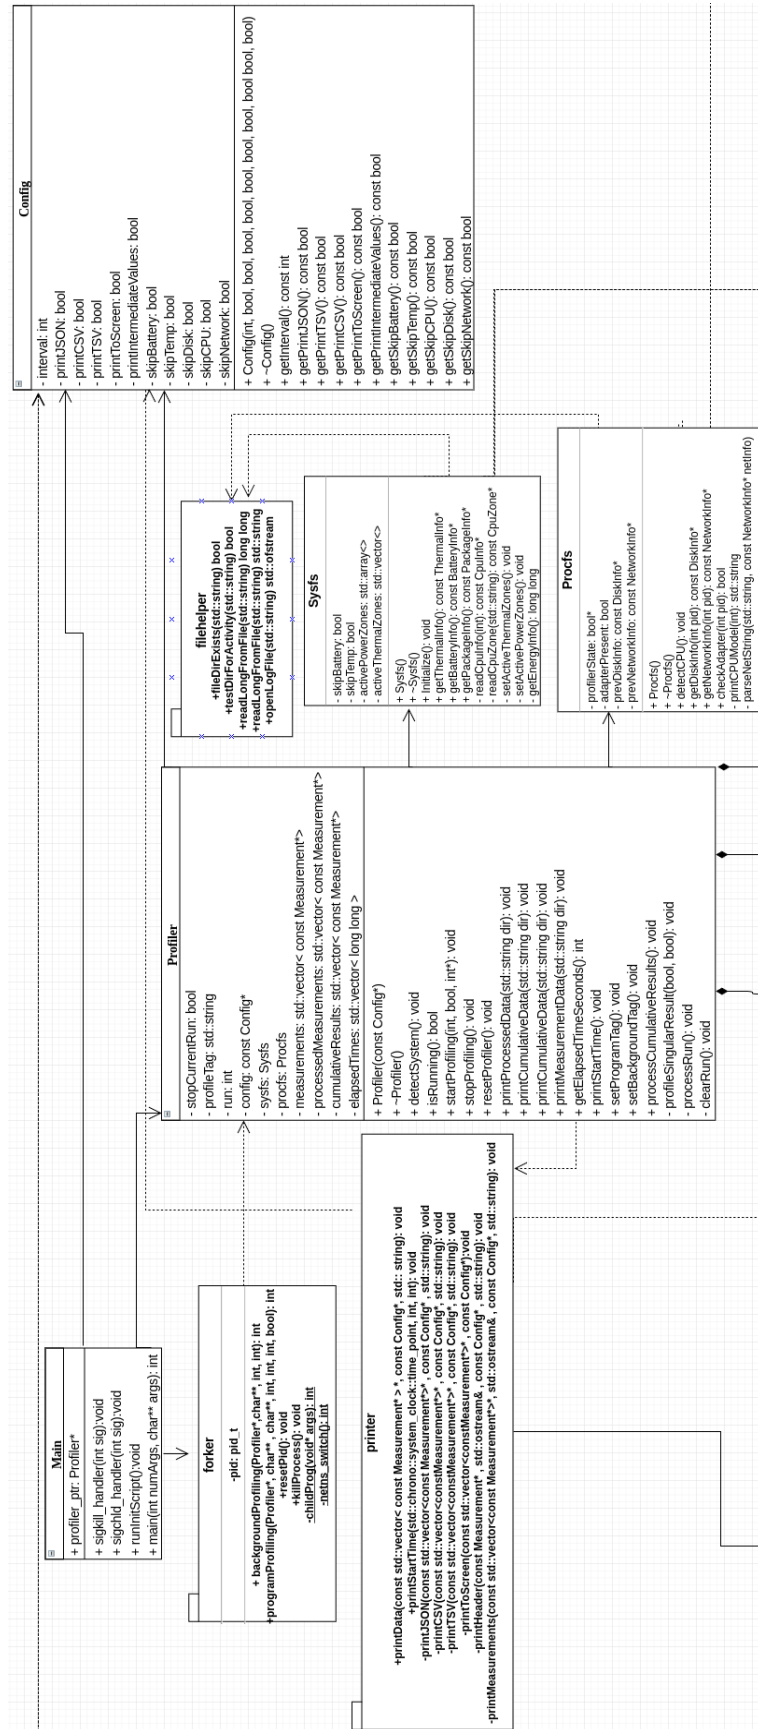 Config
- interval: int
- printJSON: bool
- printCSV: bool
- printTSV: bool
- printToScreen: bool
- printIntermediateValues: bool
- skipBattery: bool
- skipTemp: bool
- skipDisk: bool
- skipCPU: bool
- skipNetwork: bool
+ Config(int, bool, bool, bool, bool, bool, bool, bool, bool bool, bool)
+ ~Config()
+ getInterval(): const int
+ getPrintJSON(): const bool
+ getPrintTSV(): const bool
+ getPrintCSV(): const bool
+ getPrintToScreen(): const bool
+ getPrintIntermediateValues(): const bool
+ getSkipBattery(): const bool
+ getSkipTemp(): const bool
+ getSkipCPU(): const bool
+ getSkipDisk(): const bool
+ getSkipNetwork(): const bool
filehelper
+fileDirExists(std::string) bool
+testDirForActivity(std::string) bool
+readLongFromFile(std::string) long long
+readLongFromFile(std::string) std::string
+openLogFile(std::string) std::ofstream
Sysfs
- skipBattery: bool
- skipTemp: bool
- activePowerZones: std::array<>
- activeThermalZones: std::vector<>
+ Sysfs()
+ ~Sysfs()
+ Initialize(): void
+ getThermalInfo(): const ThermalInfo*
+ getBatteryInfo(): const BatteryInfo*
+ getPackageInfo(): const PackageInfo*
- readCpuInfo(int): const CpuInfo*
- readCpuZone(std::string): const CpuZone*
- setActiveThermalZones(): void
- setActivePowerZones(): void
- getEnergyInfo(): long long
Procfs
- profilerState: bool*
- adapterPresent: bool
- prevDiskInfo: const DiskInfo*
- prevNetworkInfo: const NetworkInfo*
+ Procfs()
+ ~Procfs()
+ detectCPU(): void
+ getDiskInfo(int pid): const DiskInfo*
+ getNetworkInfo(int pid): const NetworkInfo*
+ checkAdapter(int pid): bool
- printCPUModel(int): std::string
- parseNetString(std::string, const NetworkInfo* netInfo)
Profiler
- stopCurrentRun: bool
- profileTag: std::string
- run: int
- config: const Config*
- sysfs: Sysfs
- procfs: Procfs
- measurements: std::vector< const Measurement*>
- processedMeasurements: std::vector< const Measurement*>
- cumulativeResults: std::vector< const Measurement*>
- elapsedTimes: std::vector< long long >
+ Profiler(const Config*)
+ ~Profiler()
+ detectSystem(): void
+ isRunning(): bool
+ startProfiling(int, bool, int*): void
+ stopProfiling(): void
+ resetProfiler(): void
+ printProcessedData(std::string dir): void
+ printCumulativeData(std::string dir): void
+ printCumulativeData(std::string dir): void
+ printMeasurementData(std::string dir): void
+ getElapsedTimeSeconds(): int
+ printStartTime(): void
+ setProgramTag(): void
+ setBackgroundTag(): void
+ processCumulativeResults(): void
- profileSingularResult(bool, bool): void
- processRun(): void
- clearRun(): void
Main
+ profiler_ptr: Profiler*
+ sigkill_handler(int sig):void
+ sigchld_handler(int sig):void
+ runInitScript():void
+ main(int numArgs, char** args): int
forker
-pid: pid_t
+ backgroundProfiling(Profiler*,char**, int, int): int
+programProfiling(Profiler*, char** , char**, int, int, int, bool): int
+resetPid(): void
+killProcess(): void
-childProg(void* args): int
-netns_switch(): int
printer
+printData(const std::vector< const Measurement* > *, const Config*, std:: string): void
+printStartTime(std::chrono::system_clock::time_point, int, int): void
-printJSON(const std::vector<const Measurement*>* , const Config* , std::string): void
-printCSV(const std::vector<constMeasurement*>*, const Config*, std::string): void
-printTSV(const std::vector<constMeasurement*>*, const Config*, std::string): void
-printToScreen(const std::vector<constMeasurement*>* , const Config*):void
-printHeader(const Measurement* , std::ostream& , const Config* , std::string): void
-printMeasurements(const std::vector<const Measurement*>*, std::ostream& , const Config*, std::string): void